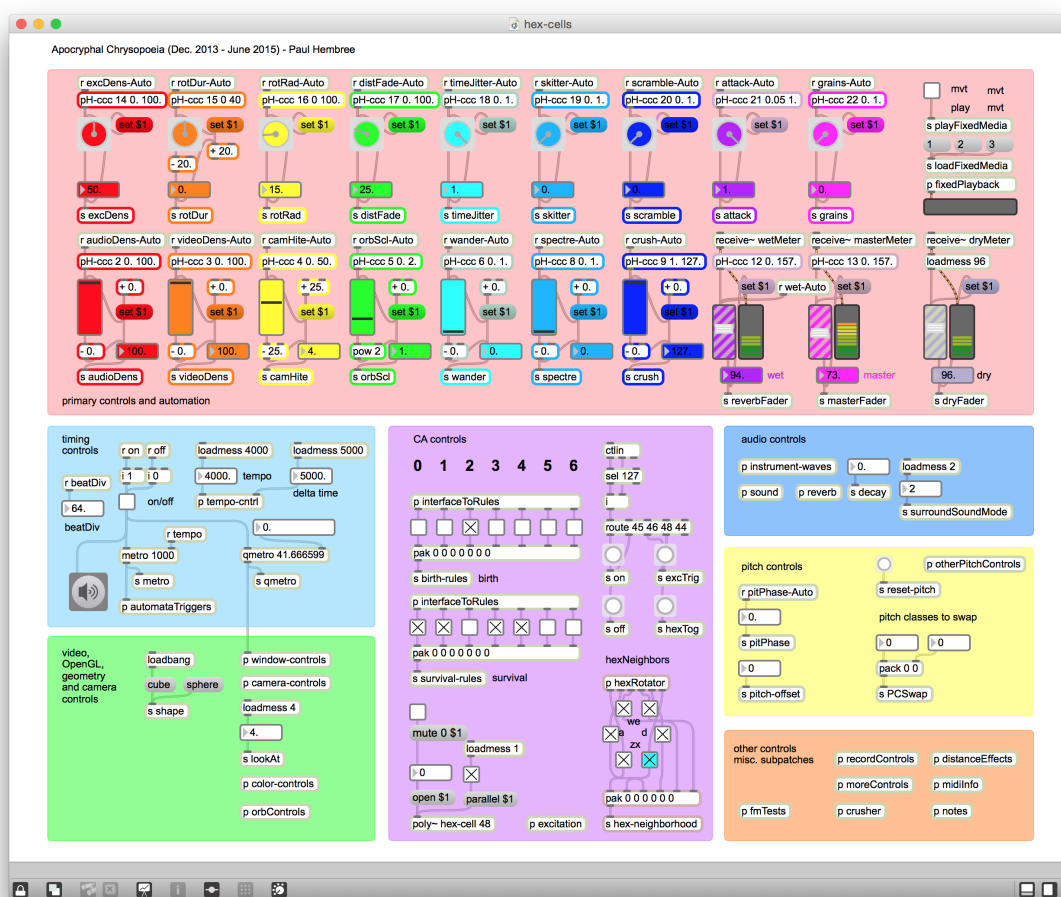 hex-cells
Apocryphal Chrysopoeia (Dec. 2013 - June 2015) - Paul Hembree
r excDens-Auto r rotDur-Auto r rotRad-Auto r distFade-Auto r timeJitter-Auto r skitter-Auto r scramble-Auto r attack-Auto r grains-Auto
pH-ccc 14 0. 100. pH-ccc 15 0 40 pH-ccc 16 0 100. pH-ccc 17 0. 100. pH-ccc 18 0. 1. pH-ccc 19 0. 1. pH-ccc 20 0. 1. pH-ccc 21 0.05 1. pH-ccc 22 0. 1.
set $1 set $1 set $1 set $1 set $1 set $1 set $1 set $1 set $1
+ 20.
- 20.
50. 0. 15. 25. 1. 0. 0. 1. 0.
s excDens s rotDur s rotRad s distFade s timeJitter s skitter s scramble s attack s grains
mvt mvt
play mvt
s playFixedMedia
1 2 3
s loadFixedMedia
p fixedPlayback
r audioDens-Auto r videoDens-Auto r camHite-Auto r orbScl-Auto r wander-Auto r spectre-Auto r crush-Auto receive~ wetMeter receive~ masterMeter receive~ dryMeter
pH-ccc 2 0. 100. pH-ccc 3 0. 100. pH-ccc 4 0. 50. pH-ccc 5 0. 2. pH-ccc 6 0. 1. pH-ccc 8 0. 1. pH-ccc 9 1. 127. pH-ccc 12 0. 157. pH-ccc 13 0. 157. loadmess 96
+ 0. + 0. + 25. + 0. + 0. + 0. + 0. set $1 r wet-Auto set $1 set $1
set $1 set $1 set $1 set $1 set $1 set $1 set $1
- 0. 100. - 0. 100. - 25. 4. pow 2 1. - 0. 0. - 0. 0. - 0. 127.
94. wet 73. master 96. dry
s audioDens s videoDens s camHite s orbScl s wander s spectre s crush
s reverbFader s masterFader s dryFader
primary controls and automation
timing
controls
r on r off loadmess 4000 loadmess 5000
i 1 i 0 4000. tempo 5000.
r beatDiv
delta time
64. on/off p tempo-cntrl
beatDiv
0.
r tempo
metro 1000 qmetro 41.666599
s metro s qmetro
p automataTriggers
video,
OpenGL,
geometry
and camera
controls
loadbang
cube sphere
s shape
p window-controls
p camera-controls
loadmess 4
4.
s lookAt
p color-controls
p orbControls
CA controls
0 1 2 3 4 5 6
p interfaceToRules
pak 0 0 0 0 0 0 0
s birth-rules birth
p interfaceToRules
pak 0 0 0 0 0 0 0
s survival-rules survival
mute 0 $1
loadmess 1
0
open $1 parallel $1
poly~ hex-cell 48 p excitation
ctlin
sel 127
i
route 45 46 48 44
s on s excTrig
s off s hexTog
hexNeighbors
p hexRotator
we
a d
zx
pak 0 0 0 0 0 0
s hex-neighborhood
audio controls
p instrument-waves 0. loadmess 2
p sound p reverb s decay 2
s surroundSoundMode
pitch controls
p otherPitchControls
r pitPhase-Auto s reset-pitch
0. pitch classes to swap
s pitPhase 0 0
0 pack 0 0
s pitch-offset s PCSwap
other controls
misc. subpatches
p recordControls p distanceEffects
p moreControls p midiInfo
p fmTests p crusher p notes